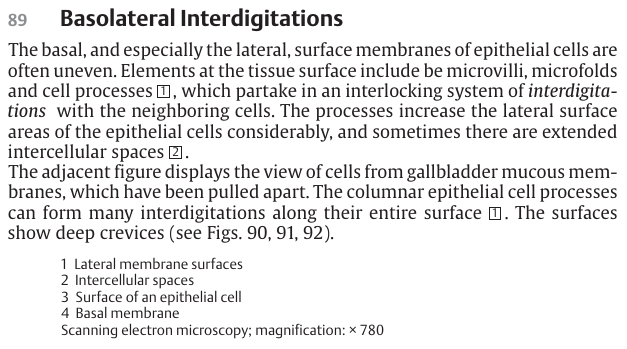 89 Basolateral Interdigitations
The basal, and especially the lateral, surface membranes of epithelial cells are
often uneven. Elements at the tissue surface include microvilli, microfolds
and cell processes 1, which partake in an interlocking system of interdigita-
tions with the neighboring cells. The processes increase the lateral surface
areas of the epithelial cells considerably, and sometimes there are extended
intercellular spaces 2.
The adjacent figure displays the view of cells from gallbladder mucous mem-
branes, which have been pulled apart. The columnar epithelial cell processes
can form many interdigitations along their entire surface 1. The surfaces
show deep crevices (see Figs. 90, 91, 92).
1 Lateral membrane surfaces
2 Intercellular spaces
3 Surface of an epithelial cell
4 Basal membrane
Scanning electron microscopy; magnification: × 780